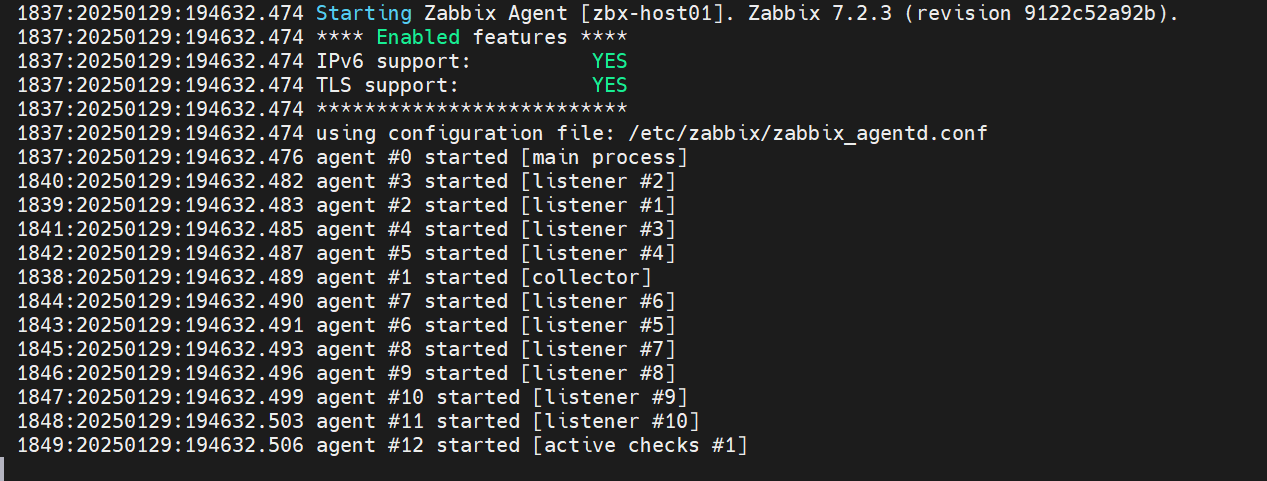 1837:20250129:194632.474 Starting Zabbix Agent [zbx-host01]. Zabbix 7.2.3 (revision 9122c52a92b).
1837:20250129:194632.474 **** Enabled features ****
1837:20250129:194632.474 IPv6 support:          YES
1837:20250129:194632.474 TLS support:           YES
1837:20250129:194632.474 **************************
1837:20250129:194632.474 using configuration file: /etc/zabbix/zabbix_agentd.conf
1837:20250129:194632.476 agent #0 started [main process]
1840:20250129:194632.482 agent #3 started [listener #2]
1839:20250129:194632.483 agent #2 started [listener #1]
1841:20250129:194632.485 agent #4 started [listener #3]
1842:20250129:194632.487 agent #5 started [listener #4]
1838:20250129:194632.489 agent #1 started [collector]
1844:20250129:194632.490 agent #7 started [listener #6]
1843:20250129:194632.491 agent #6 started [listener #5]
1845:20250129:194632.493 agent #8 started [listener #7]
1846:20250129:194632.496 agent #9 started [listener #8]
1847:20250129:194632.499 agent #10 started [listener #9]
1848:20250129:194632.503 agent #11 started [listener #10]
1849:20250129:194632.506 agent #12 started [active checks #1]